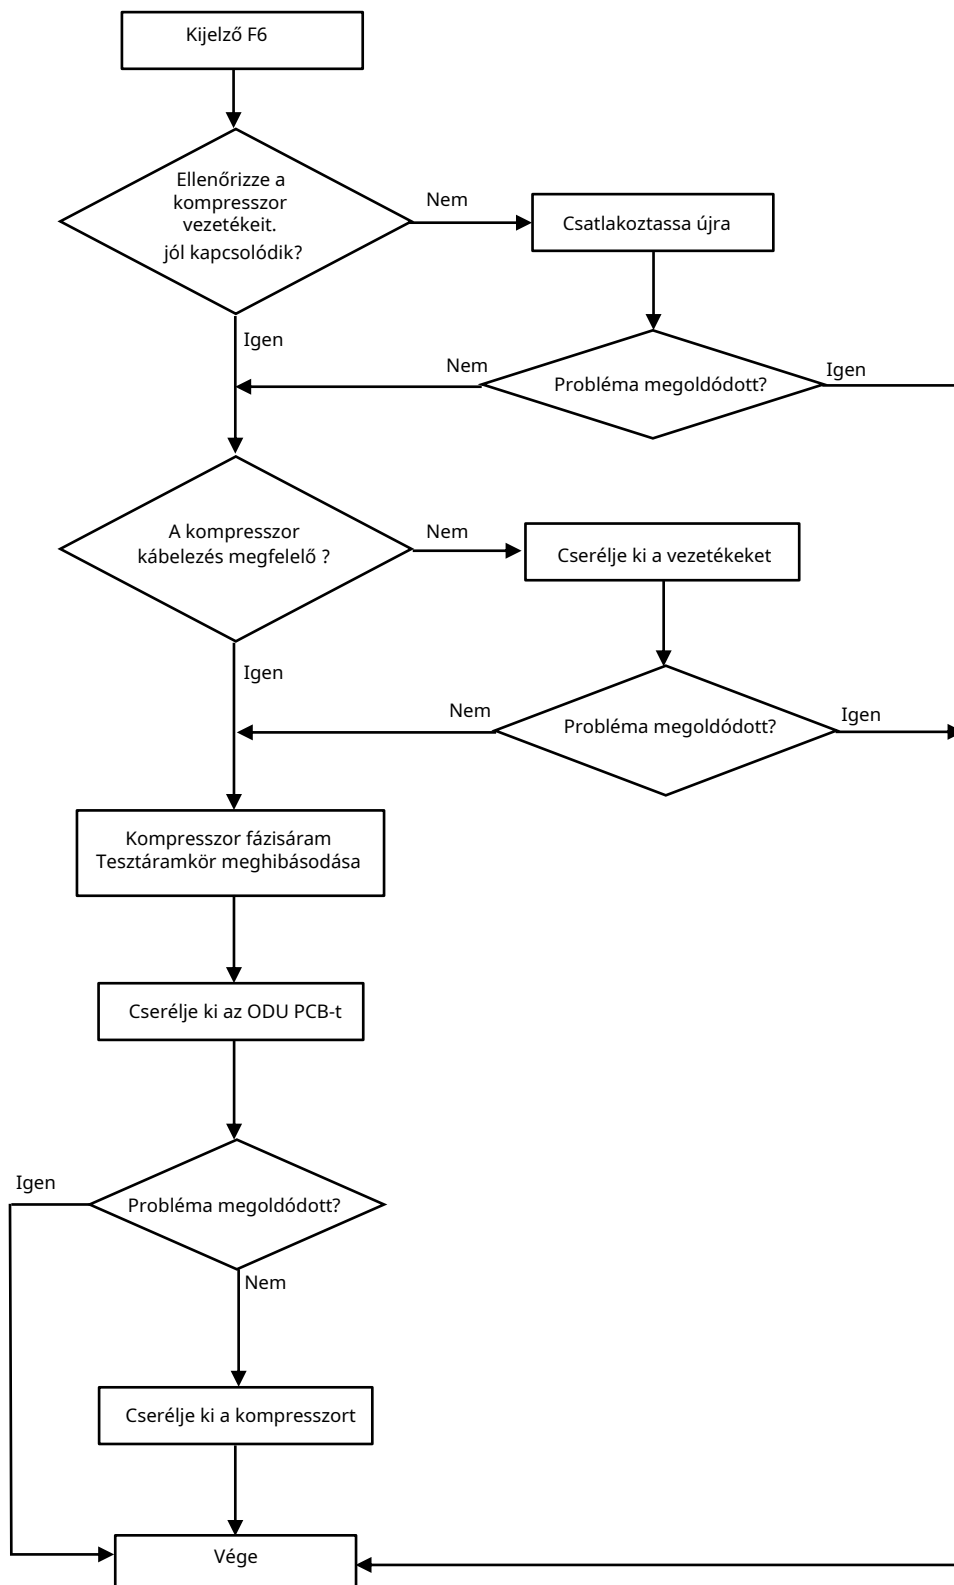 Kijelző F6
Ellenőrizze a
kompresszor
vezetékeit.
jól kapcsolódik?
Nem
Csatlakoztassa újra
Igen
Nem
Probléma megoldódott?
Igen
A kompresszor
kábelezés megfelelő ?
Nem
Cserélje ki a vezetékeket
Igen
Nem
Probléma megoldódott?
Igen
Kompresszor fázisáram
Tesztáramkör meghibásodása
Cserélje ki az ODU PCB-t
Igen
Probléma megoldódott?
Nem
Cserélje ki a kompresszort
Vége